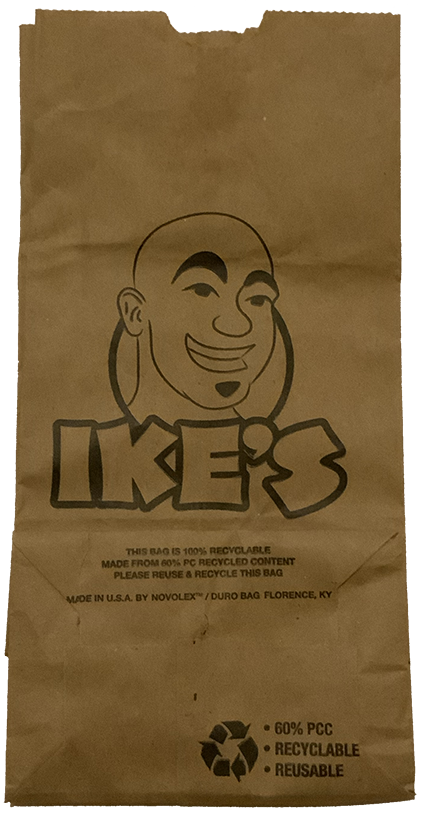 IKE'S
THIS BAG IS 100% RECYCLABLE
MADE FROM 60% PC RECYCLED CONTENT
PLEASE REUSE & RECYCLE THIS BAG
MADE IN U.S.A. BY NOVOLEX™ / DURO BAG FLORENCE, KY
• 60% PCC
• RECYCLABLE
• REUSABLE